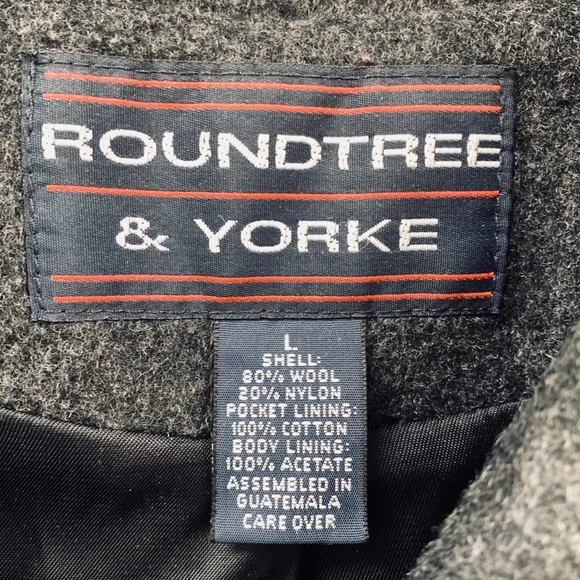 ROUNDTREE
& YORKE
L
SHELL:
80% WOOL
20% NYLON
POCKET LINING:
100% COTTON
BODY LINING:
100% ACETATE
ASSEMBLED IN
GUATEMALA
CARE OVER